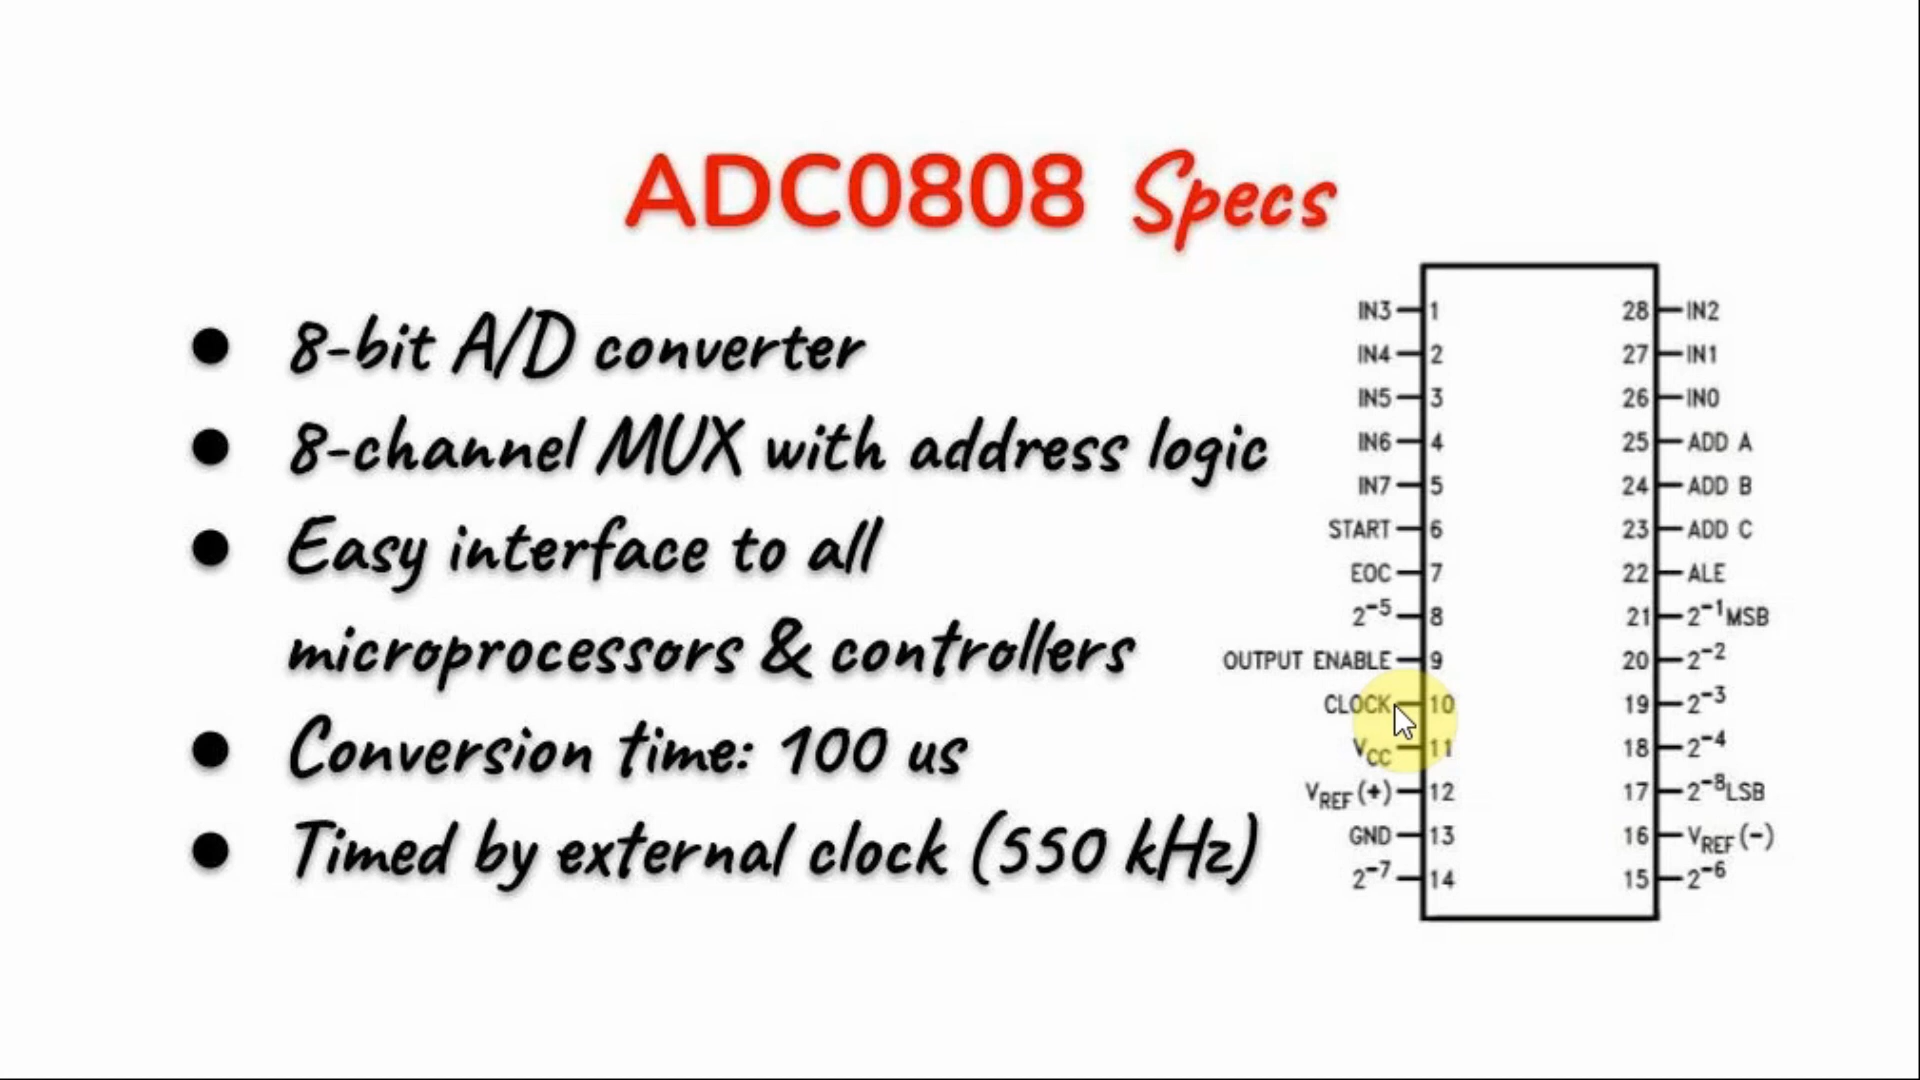 ADC0808 Specs
● 8-bit A/D converter
● 8-channel MUX with address logic
● Easy interface to all
microprocessors & controllers
● Conversion time: 100 us
● Timed by external clock (550 kHz)
IN3 1 28 IN2
IN4 2 27 IN1
IN5 3 26 IN0
IN6 4 25 ADD A
IN7 5 24 ADD B
START 6 23 ADD C
EOC 7 22 ALE
2⁻⁵ 8 21 2⁻¹MSB
OUTPUT ENABLE 9 20 2⁻²
CLOCK 10 19 2⁻³
VCC 11 18 2⁻⁴
VREF(+) 12 17 2⁻⁸LSB
GND 13 16 VREF(−)
2⁻⁷ 14 15 2⁻⁶